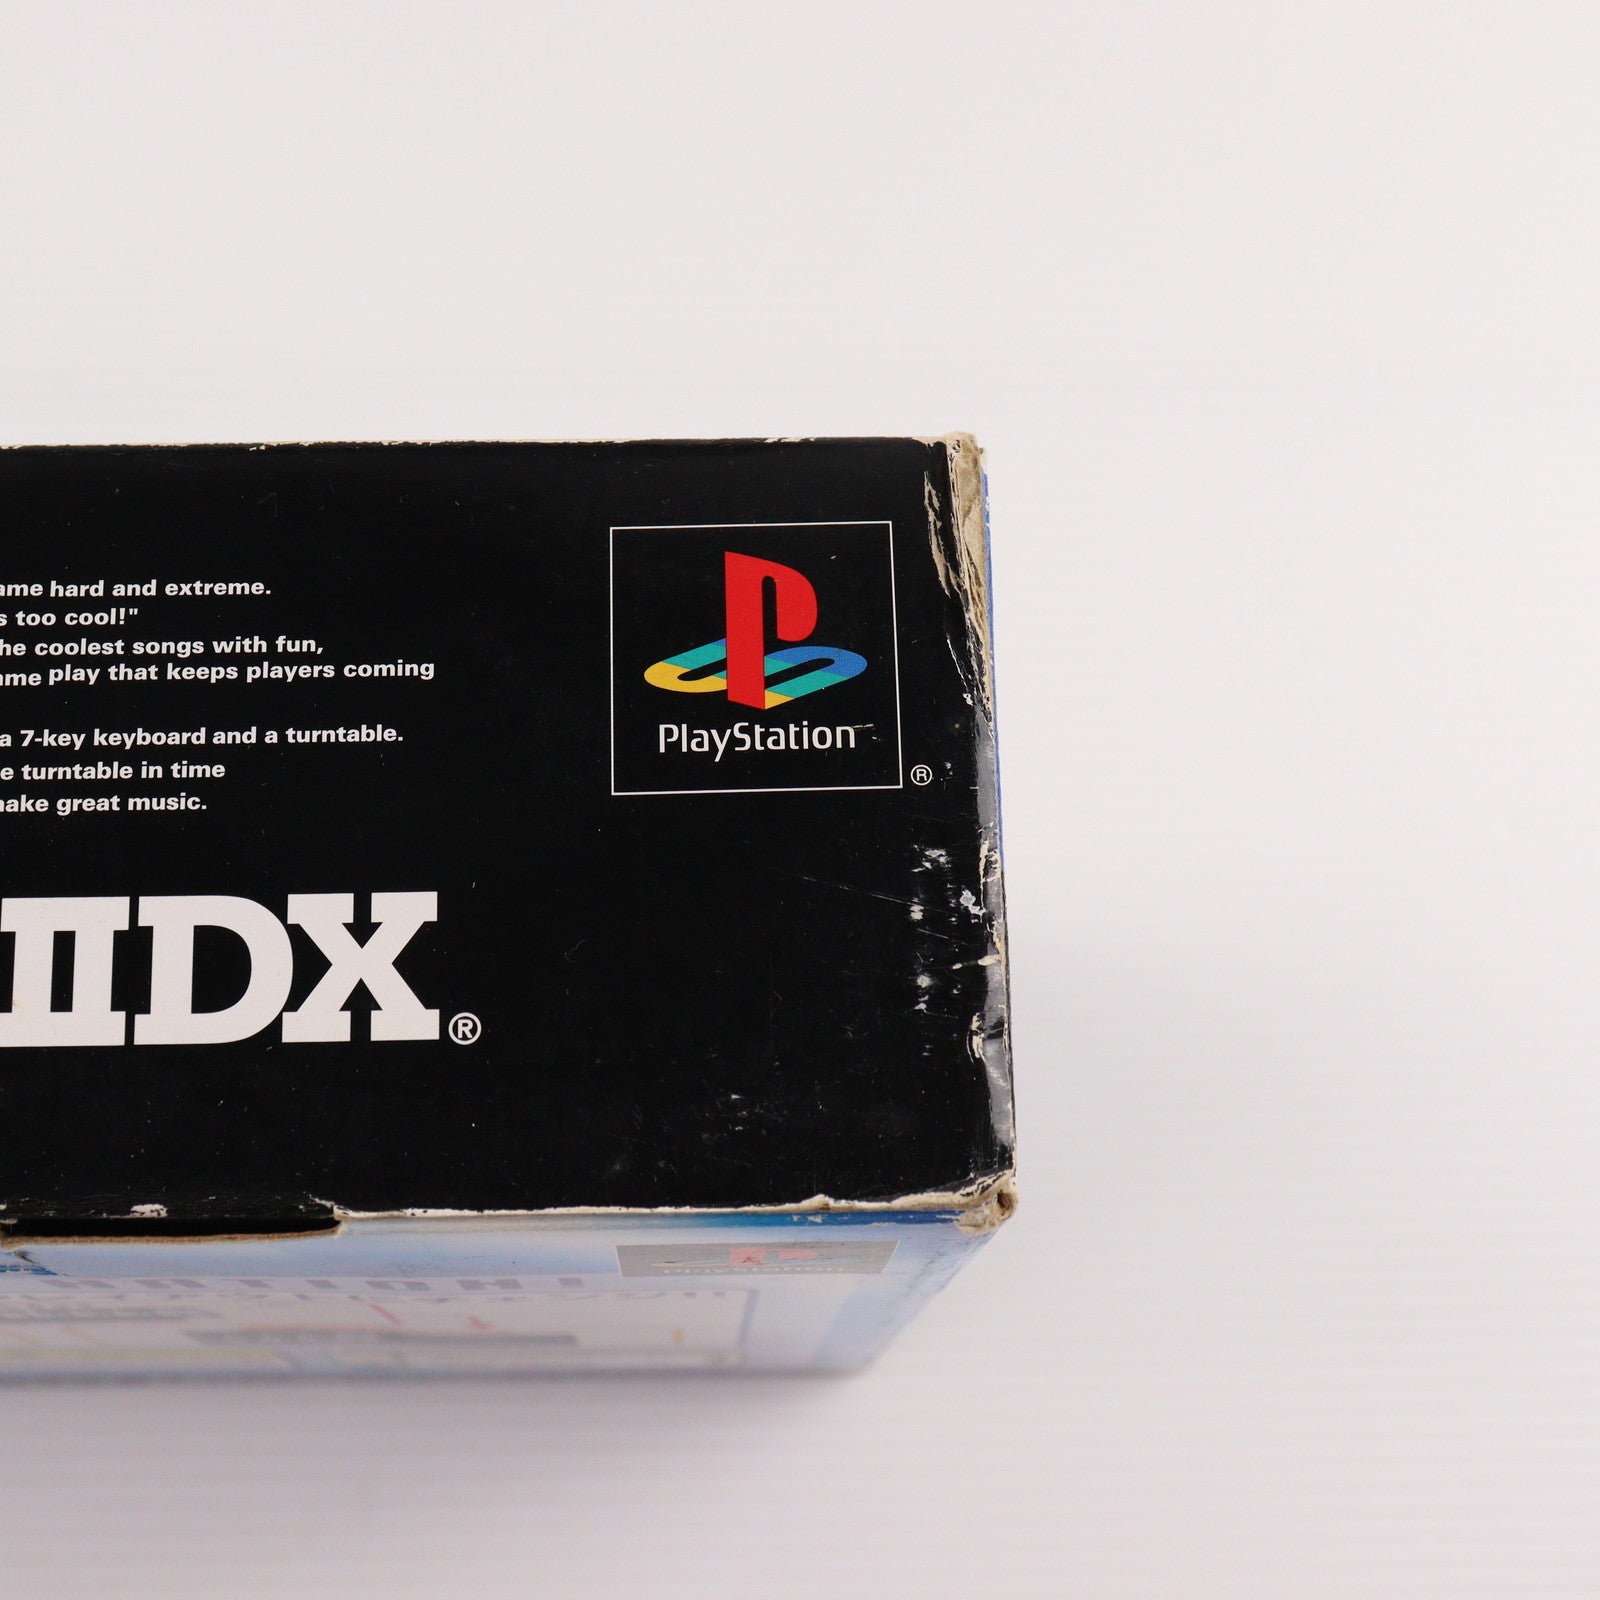 ame hard and extreme.
s too cool!"
he coolest songs with fun,
ame play that keeps players coming
a 7-key keyboard and a turntable.
e turntable in time
make great music.
PlayStation
®
IIDX®
PlayStation